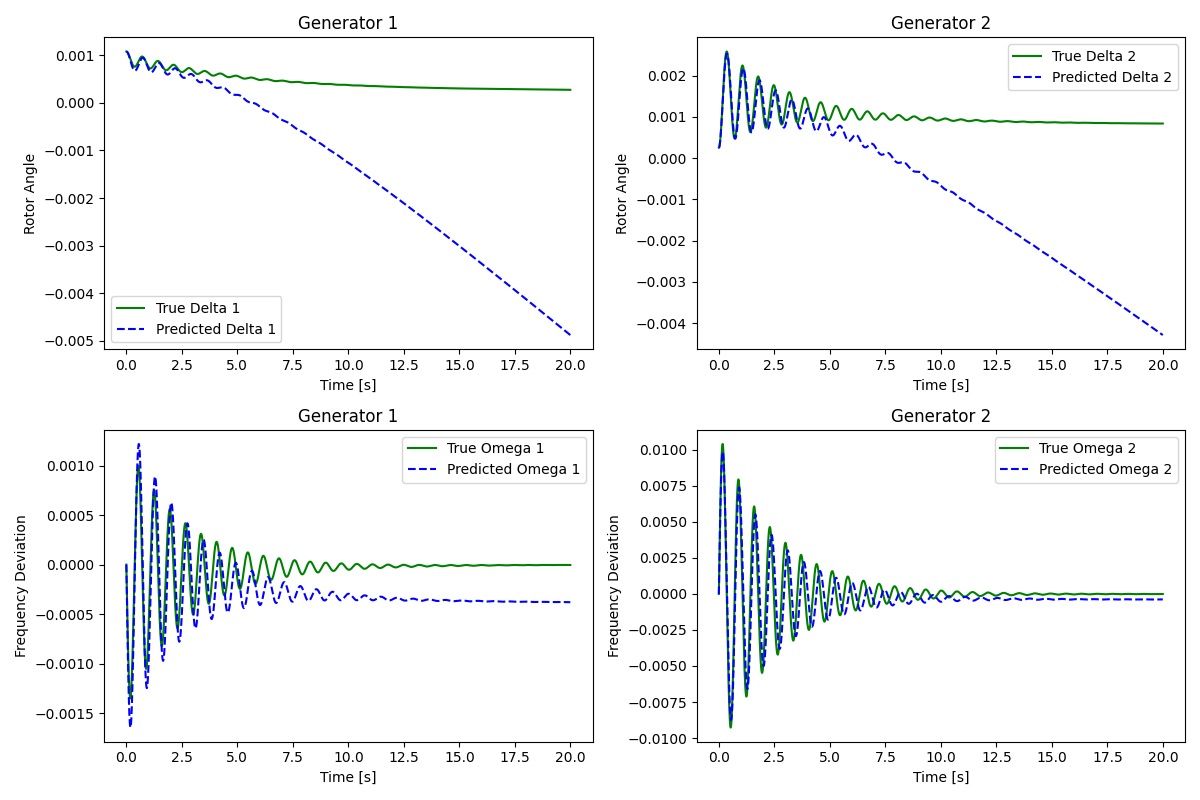 Generator 1
0.001
0.000
−0.001
−0.002
−0.003
−0.004
−0.005
Rotor Angle
True Delta 1
Predicted Delta 1
0.0 2.5 5.0 7.5 10.0 12.5 15.0 17.5 20.0
Time [s]
Generator 2
0.002
0.001
0.000
−0.001
−0.002
−0.003
−0.004
Rotor Angle
True Delta 2
Predicted Delta 2
0.0 2.5 5.0 7.5 10.0 12.5 15.0 17.5 20.0
Time [s]
Generator 1
0.0010
0.0005
0.0000
−0.0005
−0.0010
−0.0015
Frequency Deviation
True Omega 1
Predicted Omega 1
0.0 2.5 5.0 7.5 10.0 12.5 15.0 17.5 20.0
Time [s]
Generator 2
0.0100
0.0075
0.0050
0.0025
0.0000
−0.0025
−0.0050
−0.0075
−0.0100
Frequency Deviation
True Omega 2
Predicted Omega 2
0.0 2.5 5.0 7.5 10.0 12.5 15.0 17.5 20.0
Time [s]